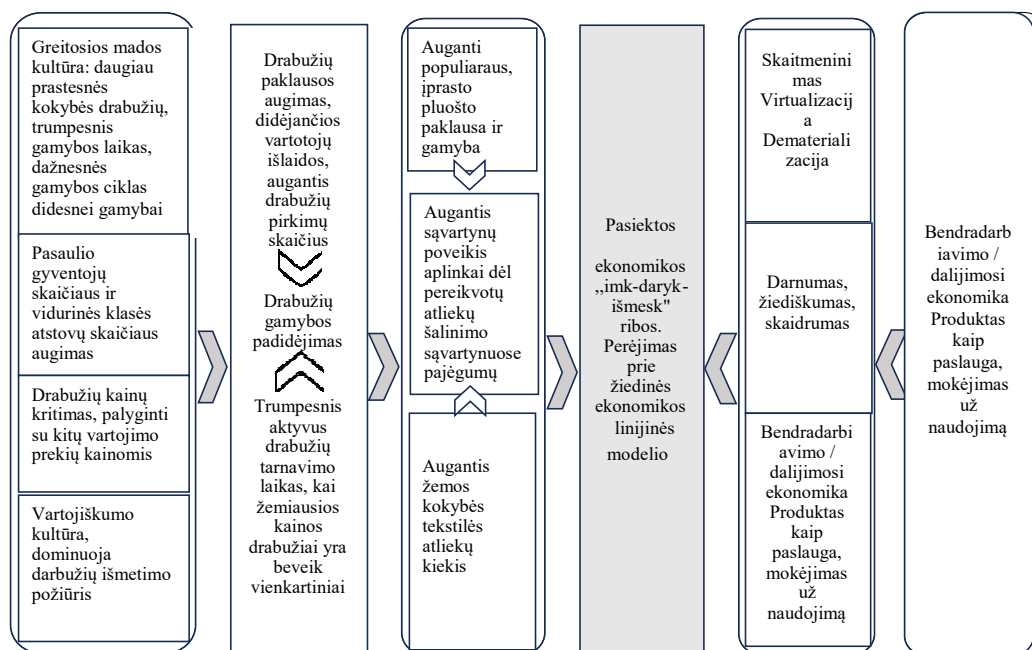 Greitosios mados
kultūra: daugiau
prastesnės
kokybės drabužių,
trumpesnis
gamybos laikas,
dažnesnės
gamybos ciklas
didesnei gamybai
Pasaulio
gyventojų
skaičiaus ir
vidurinės klasės
atstovų skaičiaus
augimas
Drabužių kainų
kritimas, palyginti
su kitų vartojimo
prekių kainomis
Vartojiškumo
kultūra,
dominuoja
darbužių išmetimo
požiūris
Drabužių
paklausos
augimas,
didėjančios
vartotojų
išlaidos,
augantis
drabužių
pirkimų
skaičius
Drabužių
gamybos
padidėjimas
Trumpesnis
aktyvus
drabužių
tarnavimo
laikas, kai
žemiausios
kainos
drabužiai yra
beveik
vienkartiniai
Auganti
populiaraus,
įprasto
pluošto
paklausa ir
gamyba
Augantis
sąvartynų
poveikis
aplinkai dėl
pereikvotų
atliekų
šalinimo
sąvartynuose
pajėgumų
Augantis
žemos
kokybės
tekstilės
atliekų
kiekis
Pasiektos
ekonomikos
,,imk-daryk-
išmesk"
ribos.
Perėjimas
prie
žiedinės
ekonomikos
linijinės
modelio
Skaitmenini
mas
Virtualizacij
a
Demateriali
zacija
Darnumas,
žiediškumas,
skaidrumas
Bendradarbi
avimo /
dalijimosi
ekonomika
Produktas
kaip
paslauga,
mokėjimas
už
naudojimą
Bendradarb
iavimo /
dalijimosi
ekonomika
Produktas
kaip
paslauga,
mokėjimas
už
naudojimą